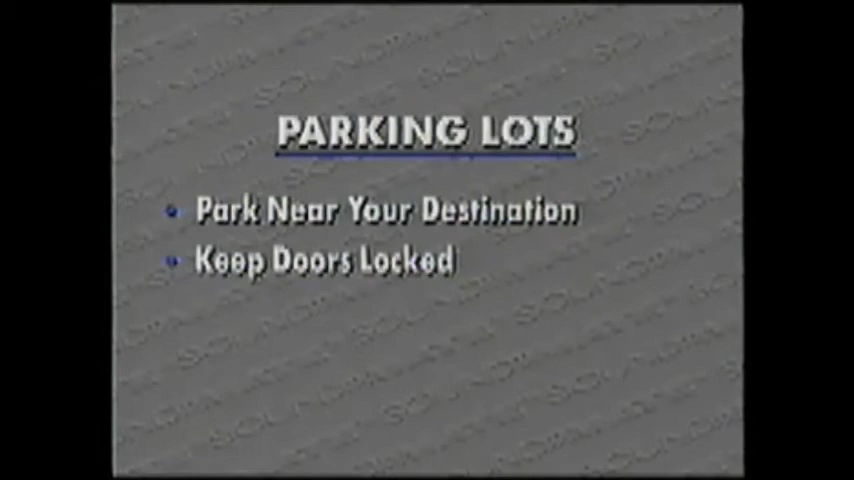 PARKING LOTS
• Park Near Your Destination
• Keep Doors Locked